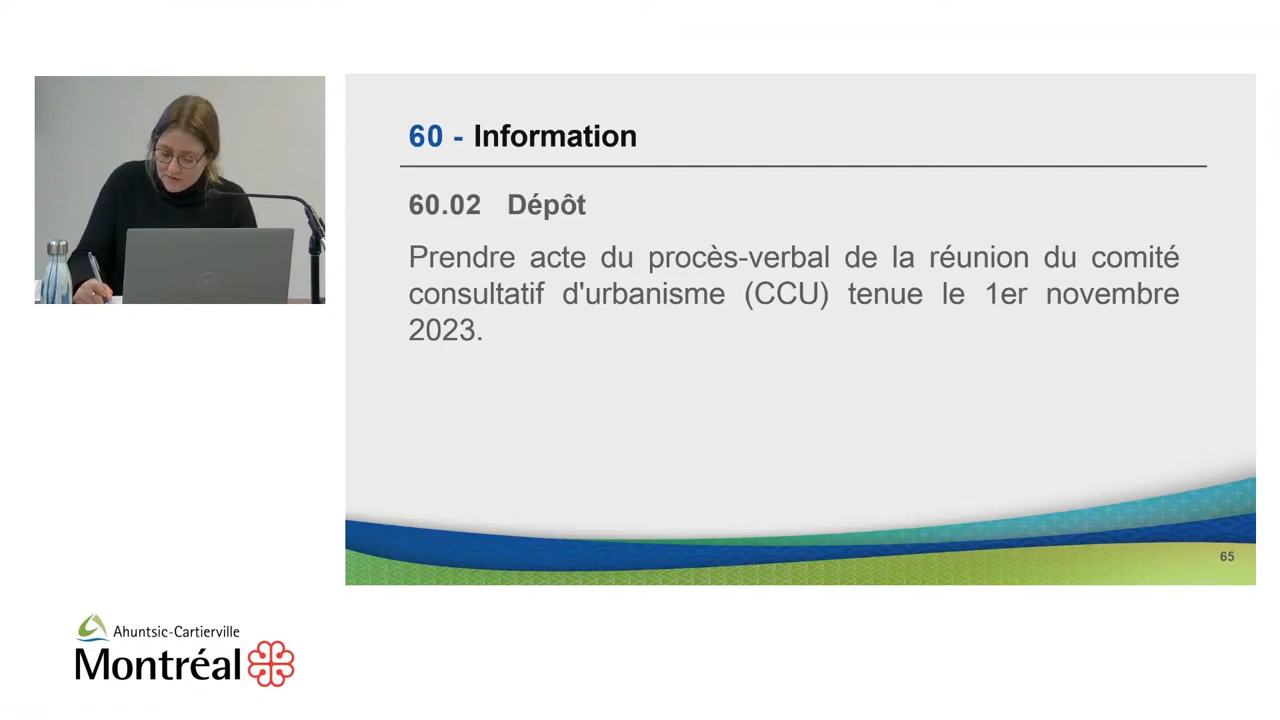 60 - Information
60.02 Dépôt
Prendre acte du procès-verbal de la réunion du comité
consultatif d'urbanisme (CCU) tenue le 1er novembre
2023.
65
Ahuntsic-Cartierville
Montréal